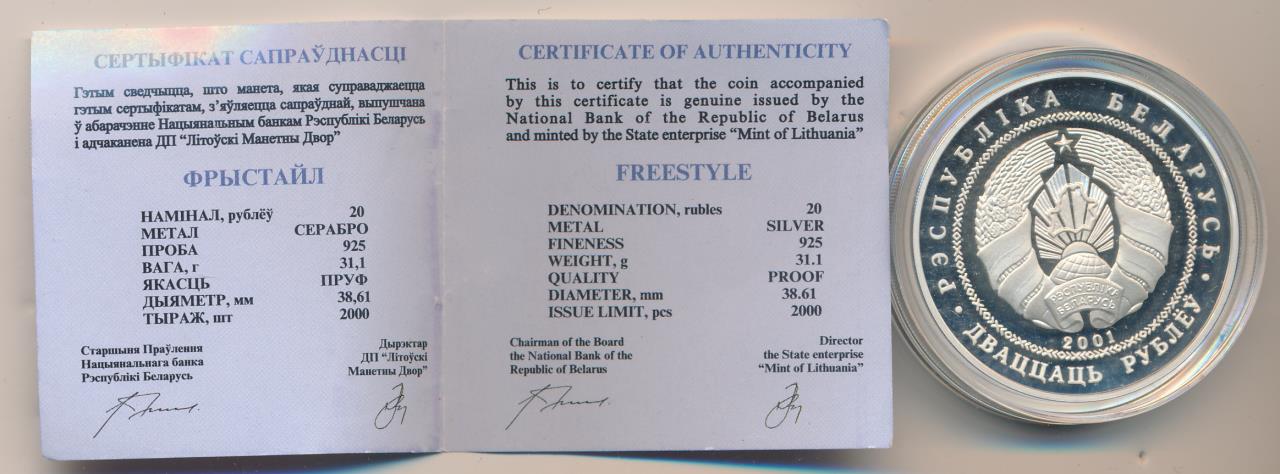 СЕРТЫФІКАТ САПРАЎДНАСЦІ
Гэтым сведчыцца, што манета, якая суправаджаецца
гэтым сертыфікатам, з’яўляецца сапраўднай, выпушчана
ў абарачэнне Нацыянальным банкам Рэспублікі Беларусь
і адчаканена ДП “Літоўскі Манетны Двор”
ФРЫСТАЙЛ
НАМІНАЛ, рублёў 20
МЕТАЛ СЕРАБРО
ПРОБА 925
ВАГА, г 31,1
ЯКАСЦЬ ПРУФ
ДЫЯМЕТР, мм 38,61
ТЫРАЖ, шт 2000
Старшыня Праўлення
Нацыянальнага банка
Рэспублікі Беларусь
Дырэктар
ДП “Літоўскі
Манетны Двор”
CERTIFICATE OF AUTHENTICITY
This is to certify that the coin accompanied
by this certificate is genuine issued by the
National Bank of the Republic of Belarus
and minted by the State enterprise “Mint of Lithuania”
FREESTYLE
DENOMINATION, rubles 20
METAL SILVER
FINENESS 925
WEIGHT, g 31.1
QUALITY PROOF
DIAMETER, mm 38.61
ISSUE LIMIT, pcs 2000
Chairman of the Board
the National Bank of the
Republic of Belarus
Director
the State enterprise
“Mint of Lithuania”
РЭСПУБЛІКА БЕЛАРУСЬ
РЭСПУБЛІКА
БЕЛАРУСЬ
2001
ДВАЦЦАЦЬ РУБЛЁЎ